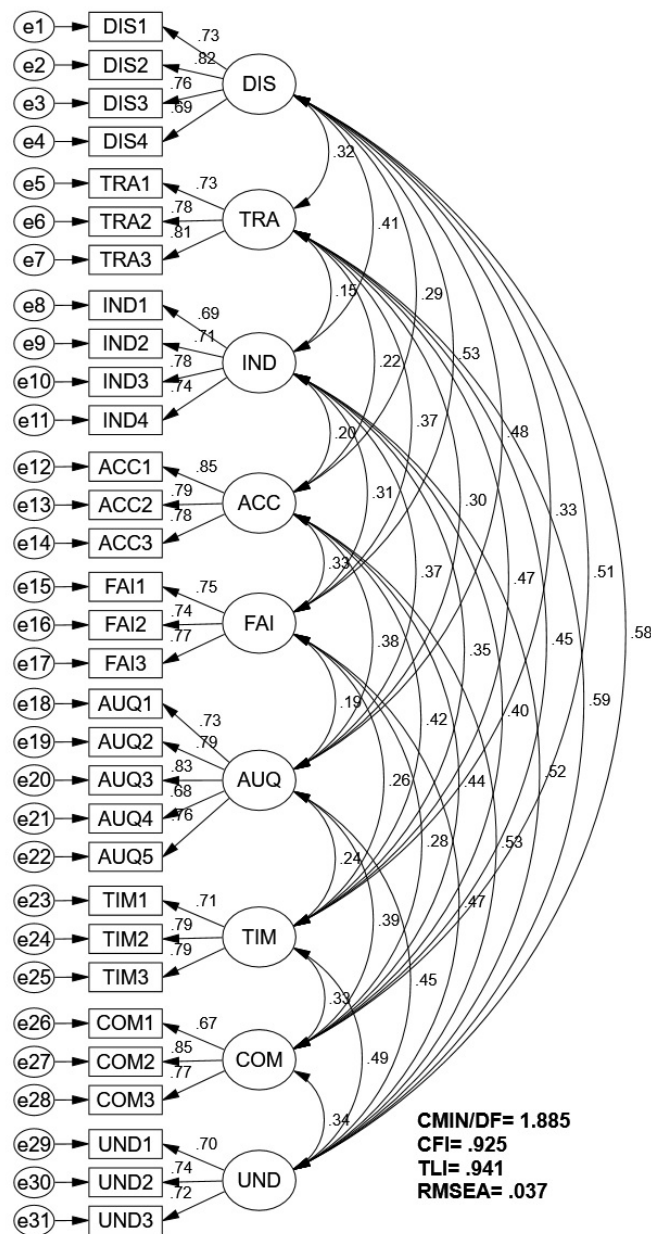 e1 DIS1 .73
e2 DIS2 .82
DIS
e3 DIS3 .76
.69
e4 DIS4
.32
e5 TRA1 .73
e6 TRA2 .78 TRA .41
e7 TRA3 .81
.15 .29
e8 IND1 .69
e9 IND2 .71 .53
IND .22
e10 IND3 .78
.74
e11 IND4 .37 .48
.20
e12 ACC1 .85
.31 .30 .33
e13 ACC2 .79 ACC
e14 ACC3 .78
.33 .37 .47 .51
e15 FAI1 .75
e16 FAI2 .74 FAI .38 .35 .45 .58
e17 FAI3 .77
.19 .42 .40 .59
e18 AUQ1 .73
e19 AUQ2 .79
e20 AUQ3 .83 AUQ .26 .44 .52
.68
e21 AUQ4 .76
e22 AUQ5 .24 .28 .53
e23 TIM1 .71 .39 .47
e24 TIM2 .79 TIM
e25 TIM3 .79 .45
.33
e26 COM1 .67
e27 COM2 .85 COM .49
e28 COM3 .77
.34
e29 UND1 .70
e30 UND2 .74 UND
e31 UND3 .72
CMIN/DF= 1.885
CFI= .925
TLI= .941
RMSEA= .037